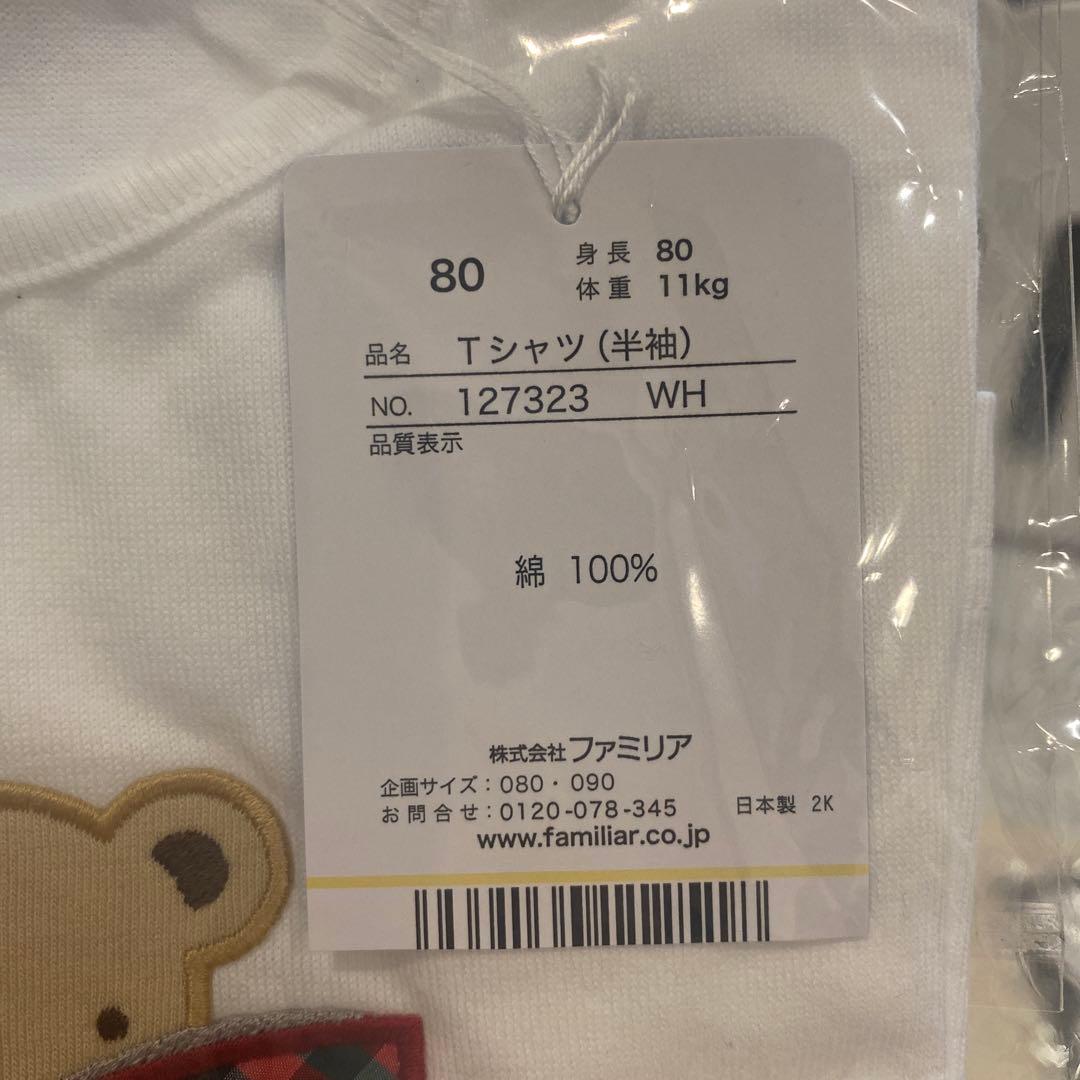 80
身長 80
体重 11kg
品名 Tシャツ(半袖)
NO. 127323 WH
品質表示
綿 100%
株式会社ファミリア
企画サイズ：080・090
お問合せ：0120-078-345 日本製 2K
www.familiar.co.jp